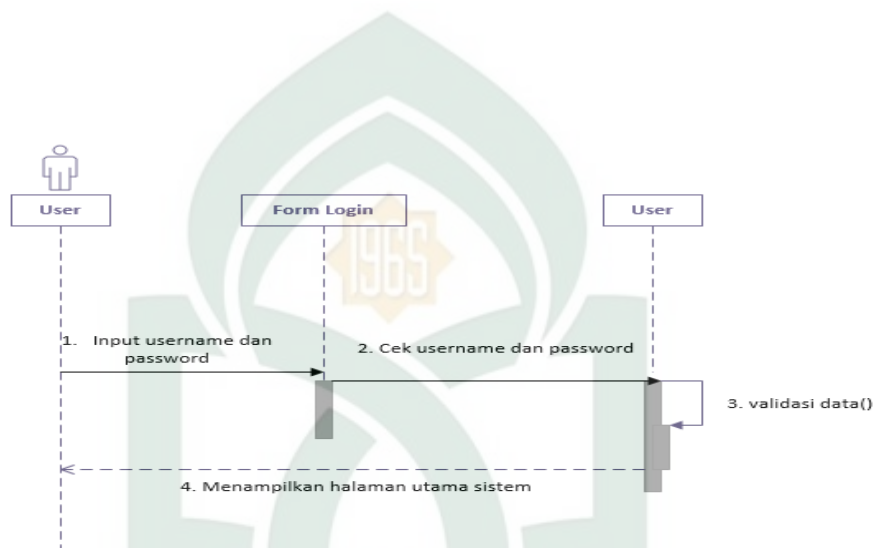 User
Form Login
User
1965
1. Input username dan
password
2. Cek username dan password
3. validasi data()
4. Menampilkan halaman utama sistem